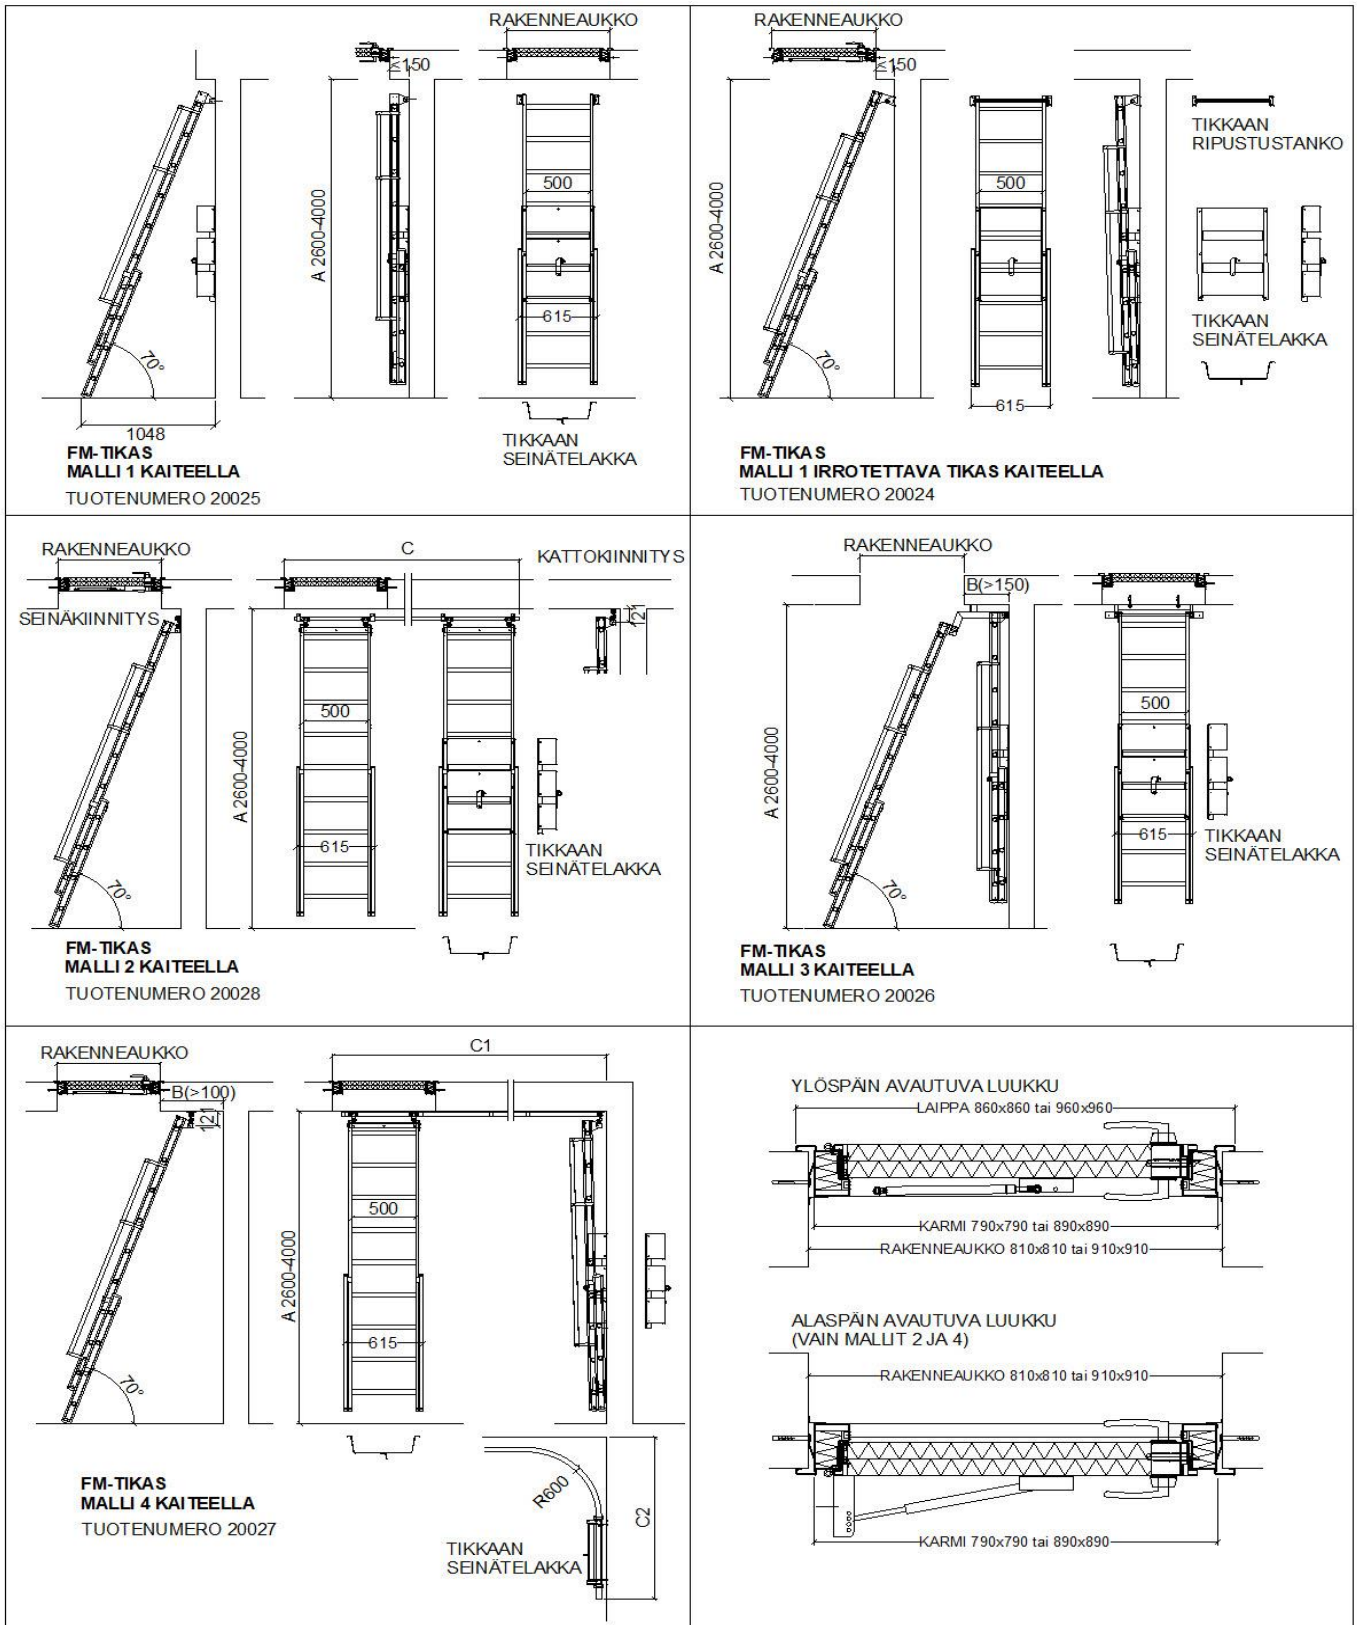 RAKENNEAUKKO
≤150
A 2600-4000
500
615
70°
1048
TIKKAAN
SEINÄTELAKKA
FM-TIKAS
MALLI 1 KAITEELLA
TUOTENUMERO 20025
RAKENNEAUKKO
≤150
A 2600-4000
500
70°
615
TIKKAAN
RIPUSTUSTANKO
TIKKAAN
SEINÄTELAKKA
FM-TIKAS
MALLI 1 IRROTETTAVA TIKAS KAITEELLA
TUOTENUMERO 20024
RAKENNEAUKKO
C
KATTOKIINNITYS
SEINÄKIINNITYS
121
A 2600-4000
500
615
70°
TIKKAAN
SEINÄTELAKKA
FM-TIKAS
MALLI 2 KAITEELLA
TUOTENUMERO 20028
RAKENNEAUKKO
B(>150)
A 2600-4000
500
615
70°
TIKKAAN
SEINÄTELAKKA
FM-TIKAS
MALLI 3 KAITEELLA
TUOTENUMERO 20026
RAKENNEAUKKO
C1
B(>100)
121
A 2600-4000
500
615
70°
R600
C2
TIKKAAN
SEINÄTELAKKA
FM-TIKAS
MALLI 4 KAITEELLA
TUOTENUMERO 20027
YLÖSPÄIN AVAUTUVA LUUKKU
LAIPPA 860x860 tai 960x960
KARMI 790x790 tai 890x890
RAKENNEAUKKO 810x810 tai 910x910
ALASPÄIN AVAUTUVA LUUKKU
(VAIN MALLIT 2 JA 4)
RAKENNEAUKKO 810x810 tai 910x910
KARMI 790x790 tai 890x890